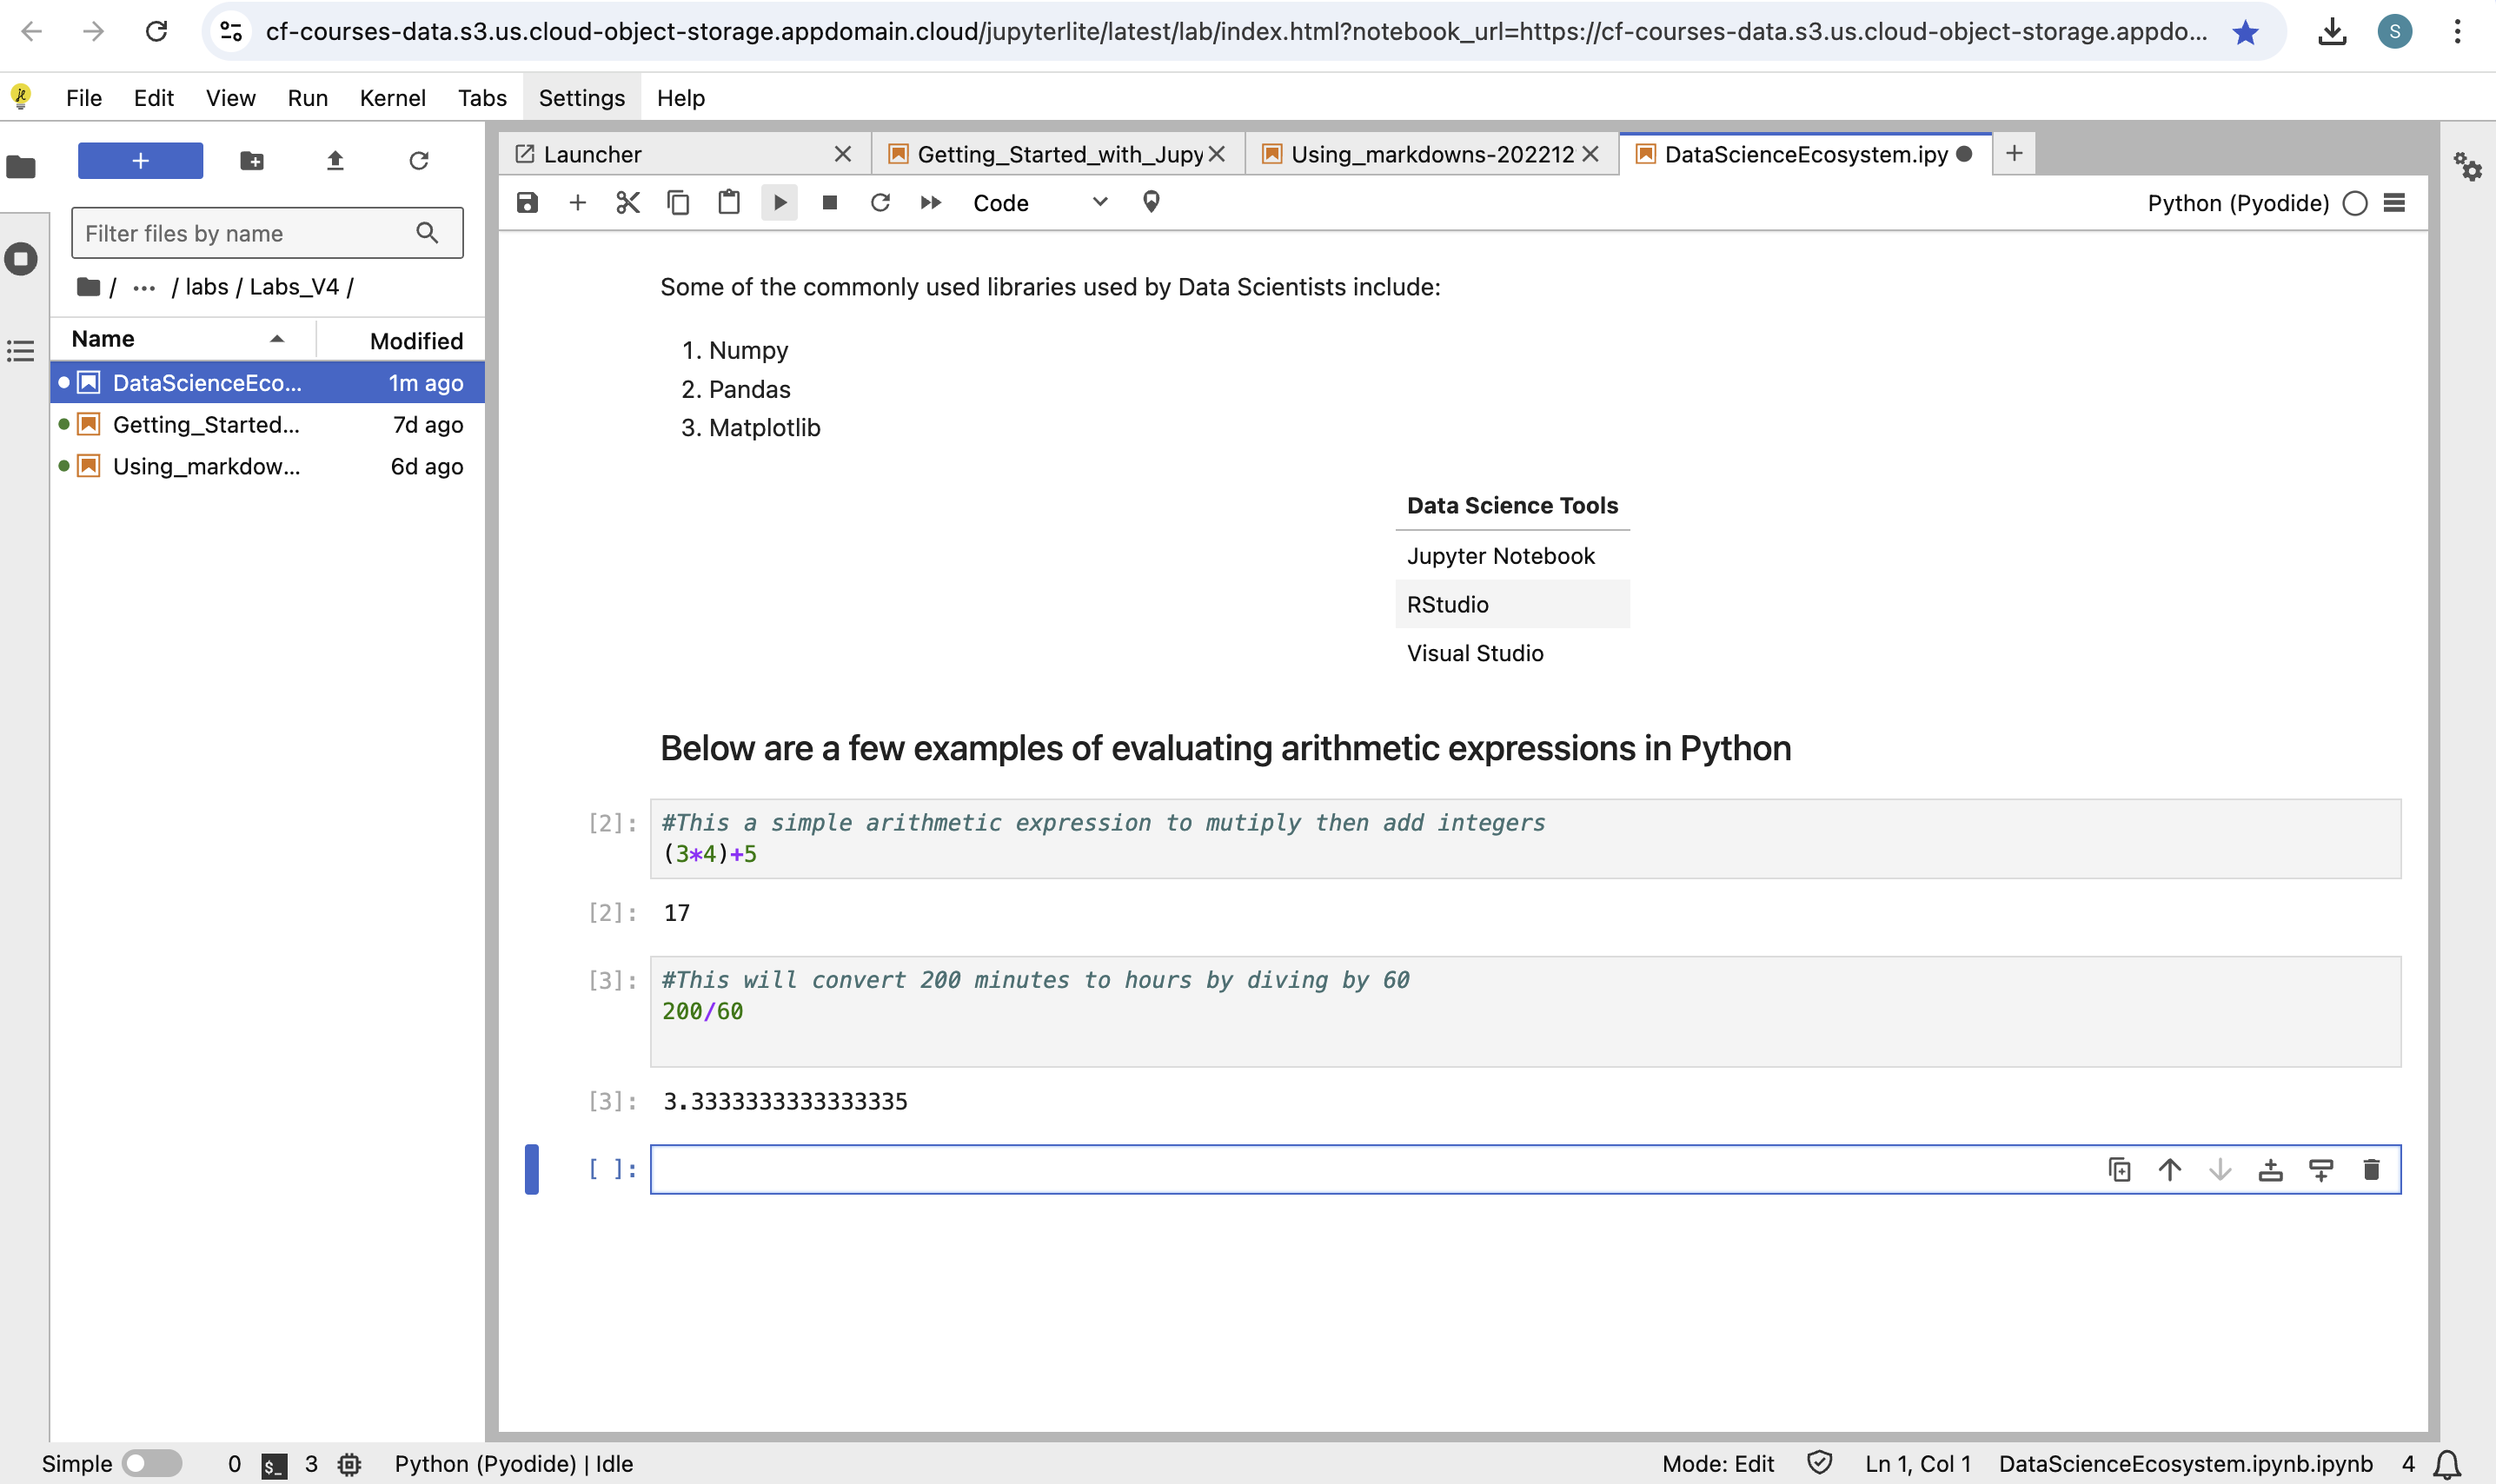 cf-courses-data.s3.us.cloud-object-storage.appdomain.cloud/jupyterlite/latest/lab/index.html?notebook_url=https://cf-courses-data.s3.us.cloud-object-storage.appdo...
S
File Edit View Run Kernel Tabs Settings Help
Launcher
Getting_Started_with_Jupy
Using_markdowns-202212
DataScienceEcosystem.ipy
Code
Python (Pyodide)
Filter files by name
/ ... / labs / Labs_V4 /
Name Modified
DataScienceEco... 1m ago
Getting_Started... 7d ago
Using_markdow... 6d ago
Some of the commonly used libraries used by Data Scientists include:
1. Numpy
2. Pandas
3. Matplotlib
Data Science Tools
Jupyter Notebook
RStudio
Visual Studio
Below are a few examples of evaluating arithmetic expressions in Python
[2]: #This a simple arithmetic expression to mutiply then add integers
(3*4)+5
[2]: 17
[3]: #This will convert 200 minutes to hours by diving by 60
200/60
[3]: 3.3333333333333335
[ ]:
Simple 0 $_ 3 Python (Pyodide) | Idle Mode: Edit Ln 1, Col 1 DataScienceEcosystem.ipynb.ipynb 4